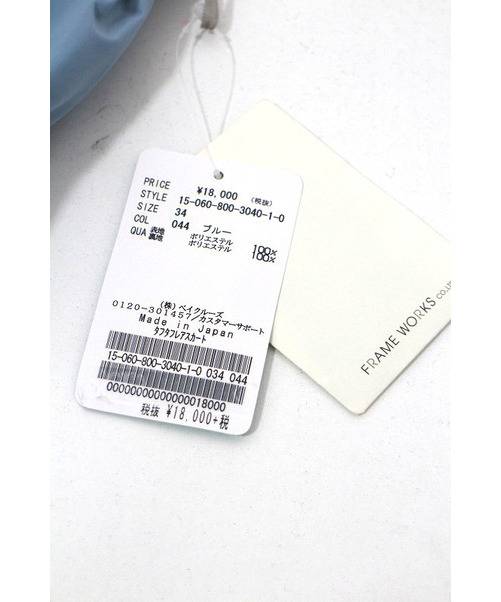 PRICE ¥18,000 (税抜)
STYLE 15-060-800-3040-1-0
SIZE 34
COL 044 ブルー
QUA 表地 ポリエステル 100%
裏地 ポリエステル 100%
(株)ベイクルーズ
0120-301457/カスタマーサポート
Made in Japan
タフタフレアスカート
15-060-800-3040-1-0 034 044
0000000000000018000
税抜 ¥18,000+税
FRAME WORKS CO.,LTD